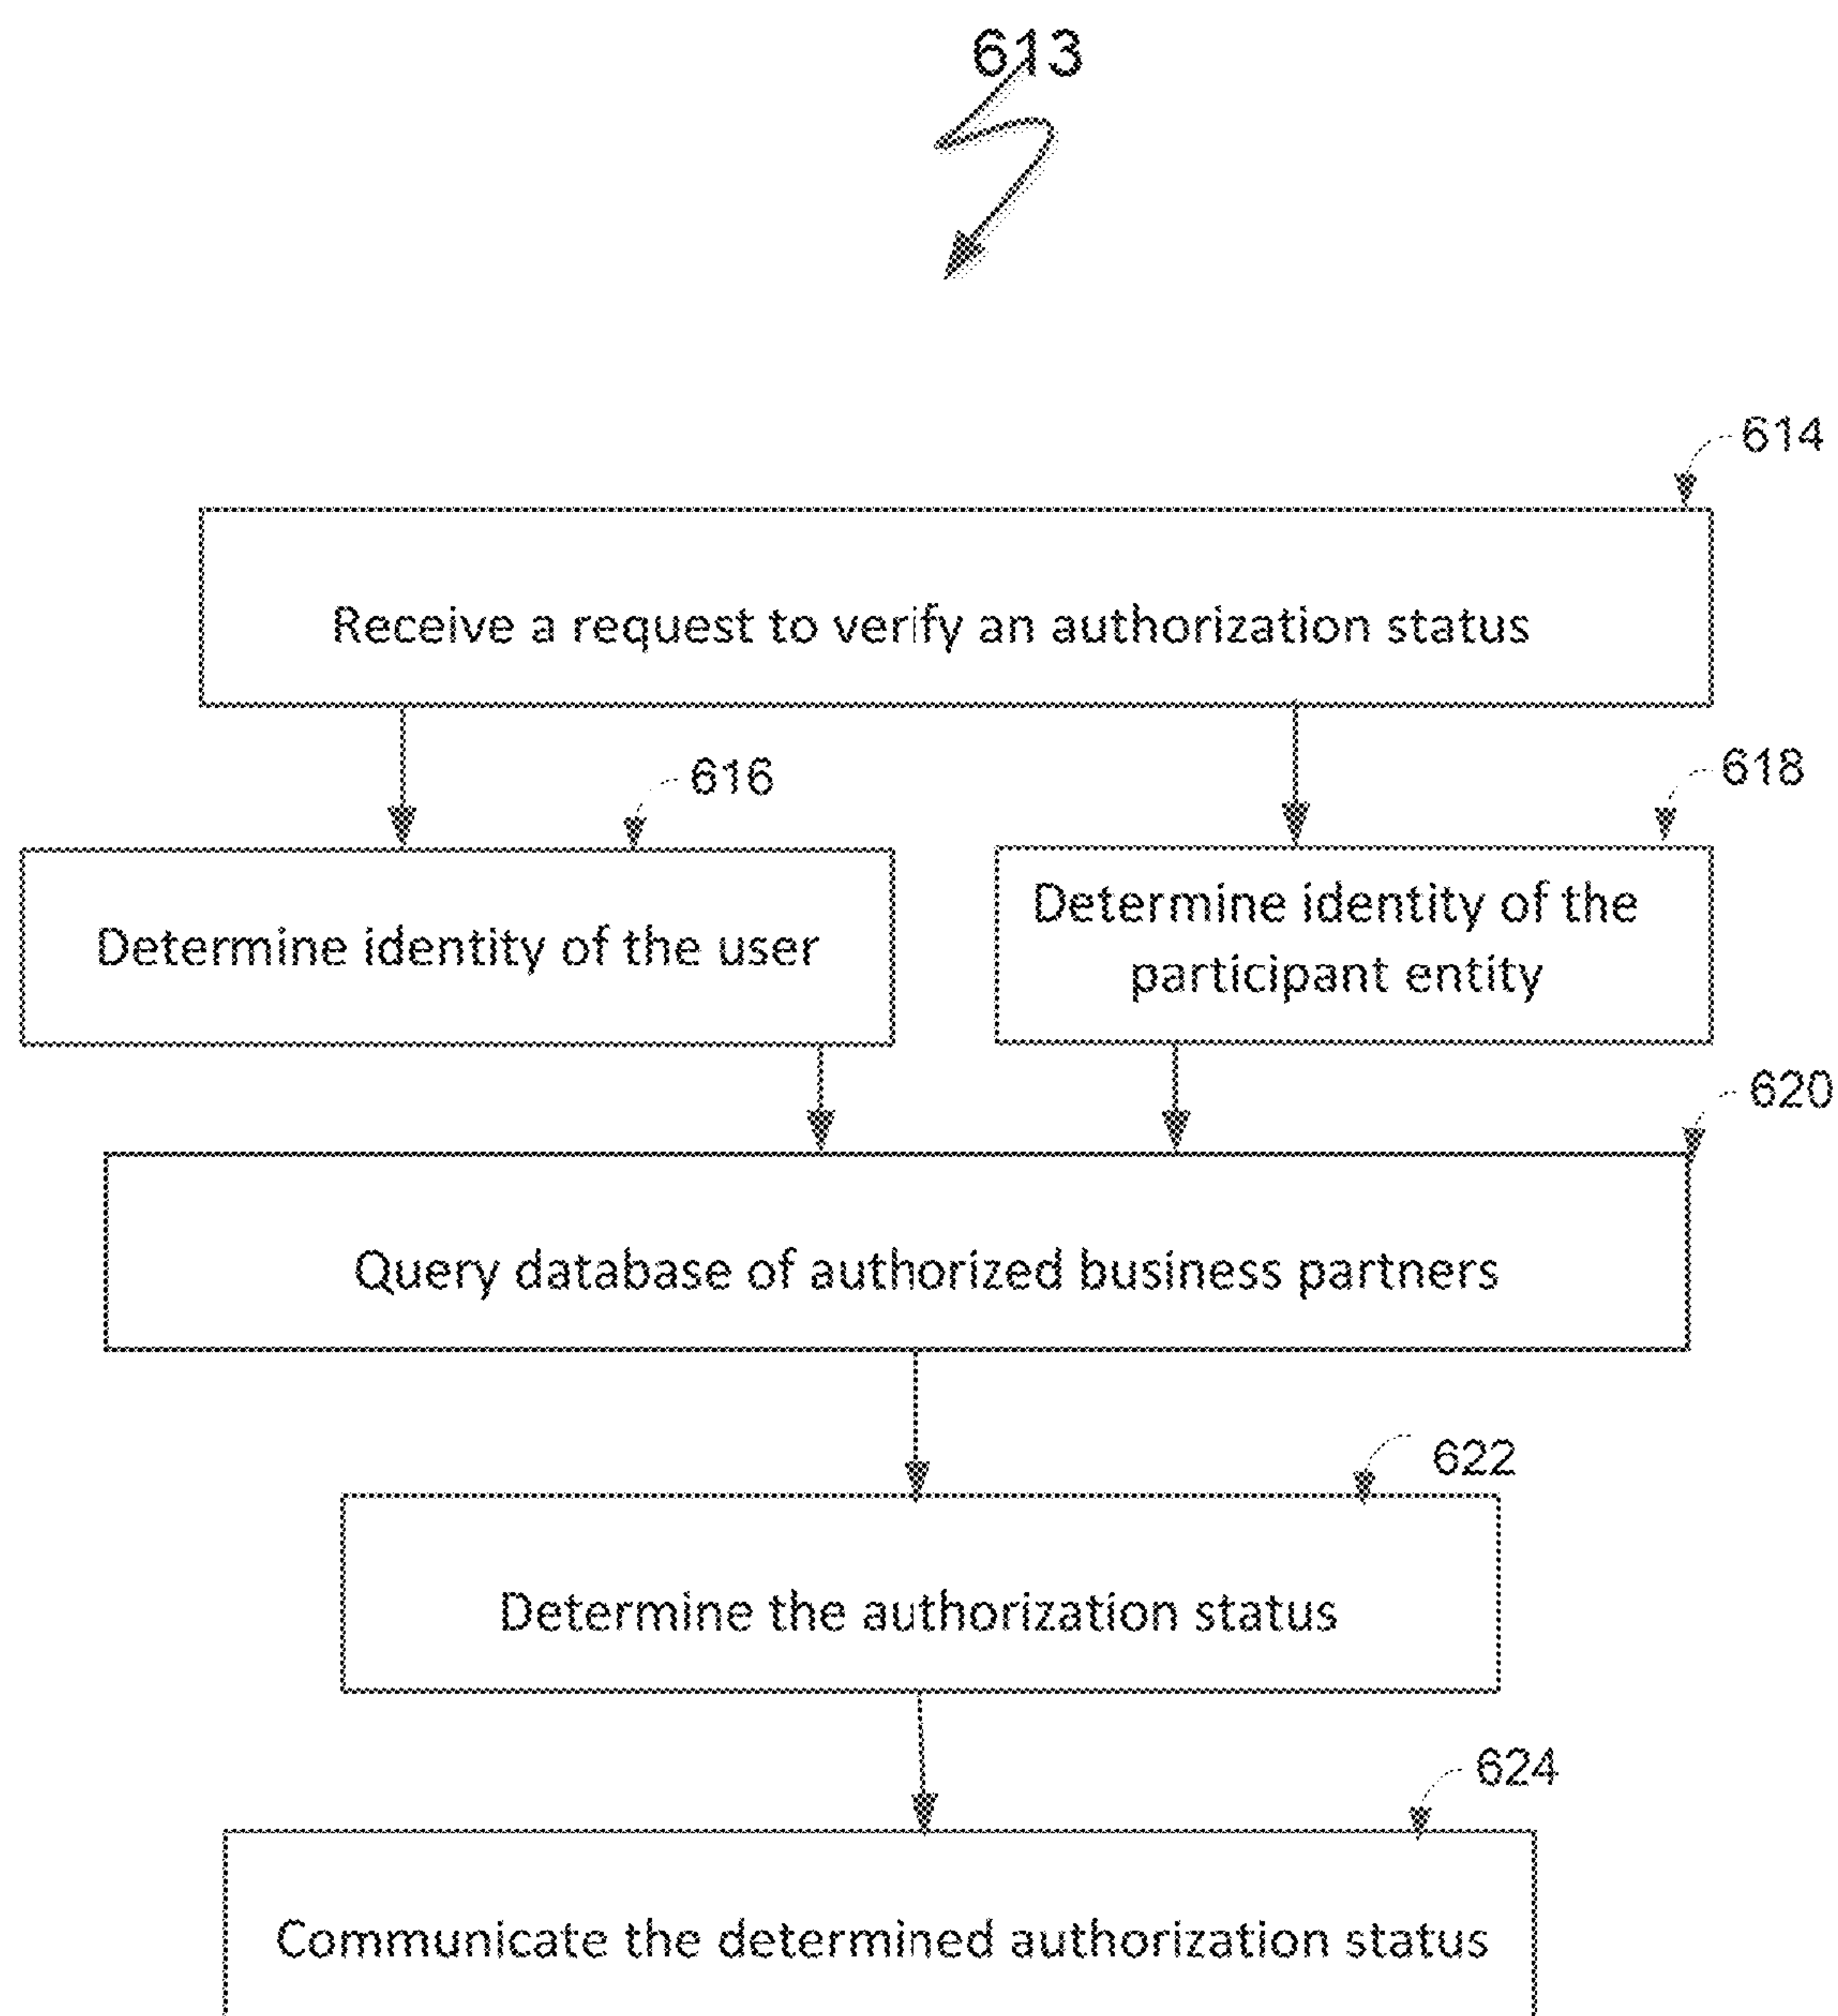 613
614
Receive a request to verify an authorization status
616
618
Determine identity of the user
Determine identity of the
participant entity
620
Query database of authorized business partners
622
Determine the authorization status
624
Communicate the determined authorization status